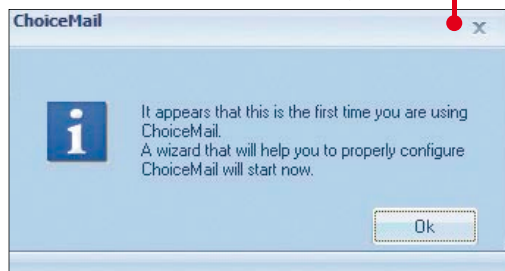 ChoiceMail
x
It appears that this is the first time you are using
ChoiceMail.
A wizard that will help you to properly configure
ChoiceMail will start now.
Ok